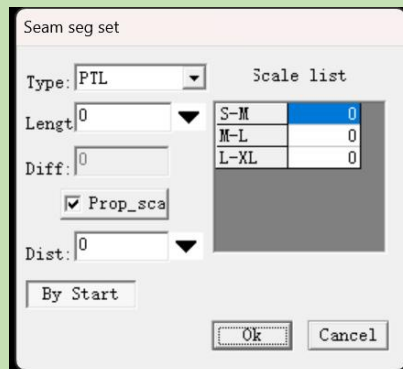 Seam seg set
Type: PTL
Scale list
Lengt 0
S-M 0
M-L 0
L-XL 0
Diff: 0
Prop_sca
Dist: 0
By Start
Ok Cancel